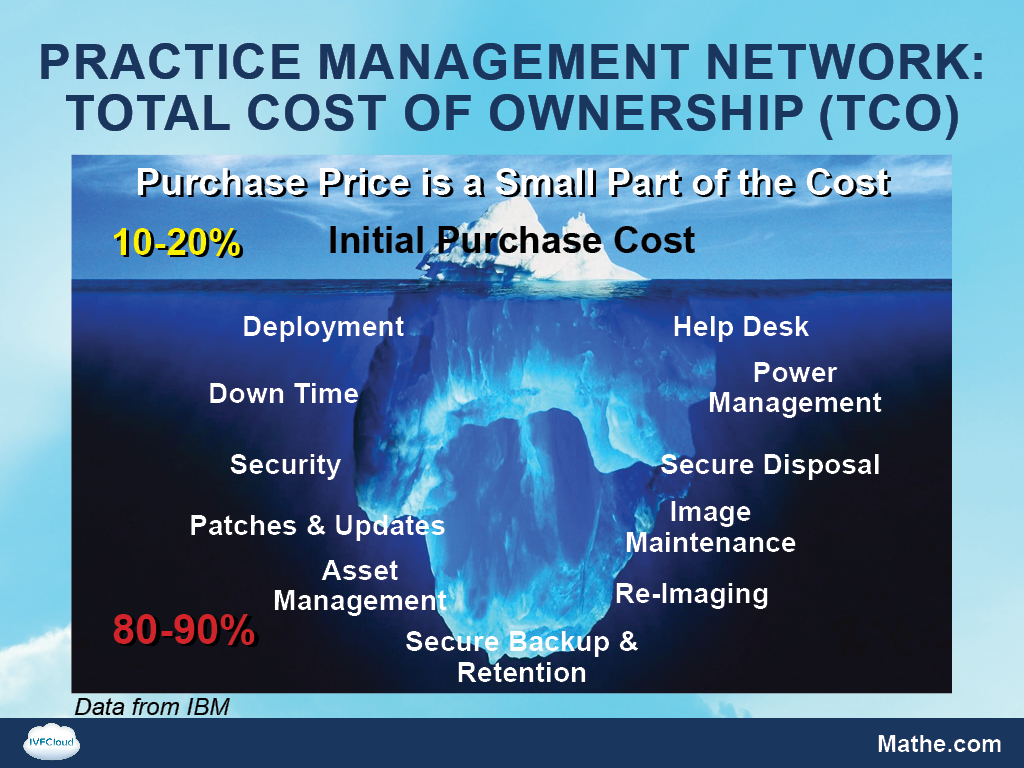 PRACTICE MANAGEMENT NETWORK:
TOTAL COST OF OWNERSHIP (TCO)
Purchase Price is a Small Part of the Cost
10-20%
Initial Purchase Cost
Deployment
Help Desk
Down Time
Power
Management
Security
Secure Disposal
Patches & Updates
Image
Maintenance
Asset
Management
Re-Imaging
80-90%
Secure Backup &
Retention
Data from IBM
IVFCloud
Mathe.com